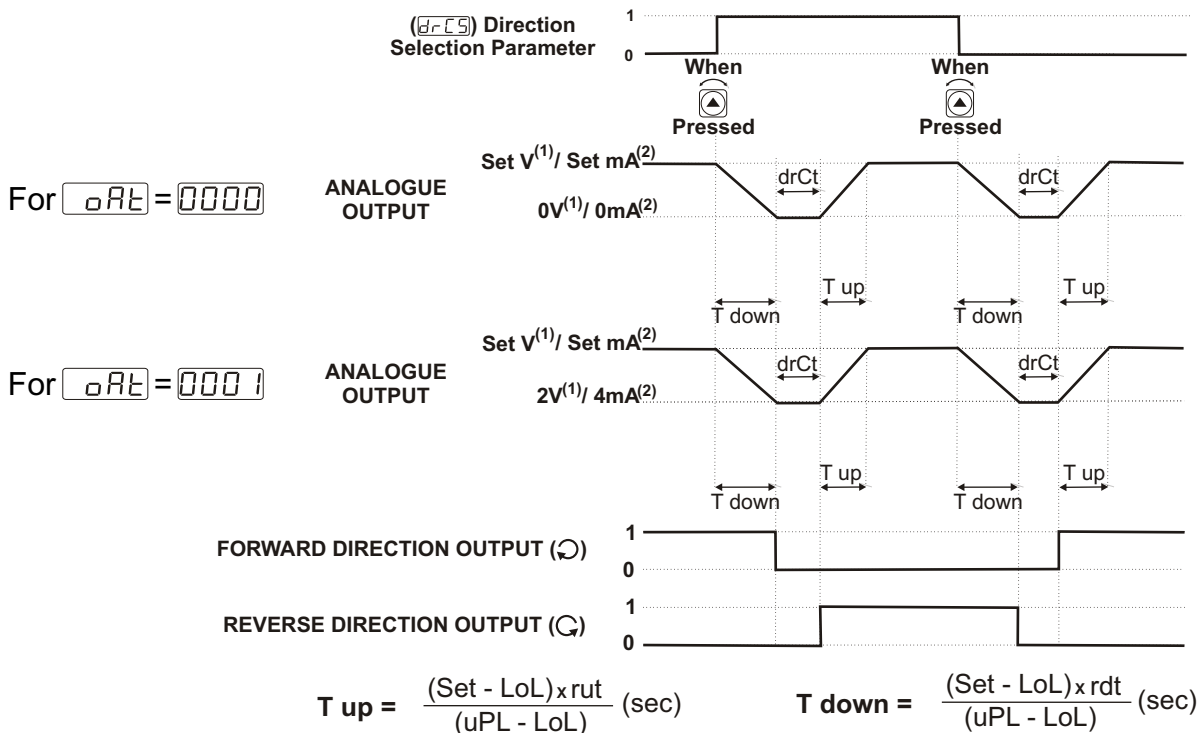 (drCS) Direction
Selection Parameter
1
0
When
Pressed
When
Pressed
For oAt = 0000
ANALOGUE
OUTPUT
Set V(1)/ Set mA(2)
0V(1)/ 0mA(2)
drCt
drCt
T down
T up
T down
T up
For oAt = 0001
ANALOGUE
OUTPUT
Set V(1)/ Set mA(2)
2V(1)/ 4mA(2)
drCt
drCt
T down
T up
T down
T up
FORWARD DIRECTION OUTPUT ( )
1
0
REVERSE DIRECTION OUTPUT ( )
1
0
T up = (Set - LoL) x rut / (uPL - LoL) (sec)
T down = (Set - LoL) x rdt / (uPL - LoL) (sec)